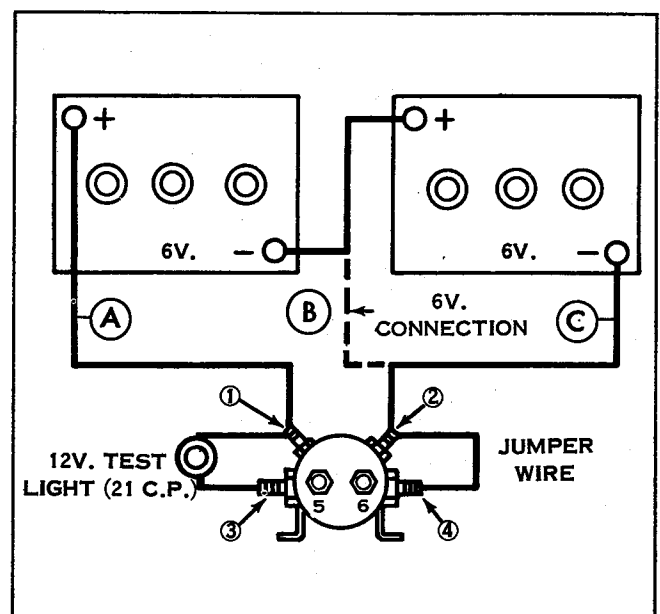 +
+
6V. −
6V. −
A
B
6V.
CONNECTION
C
①
②
12V. TEST
LIGHT (21 C.P.)
JUMPER
WIRE
5
6
③
④